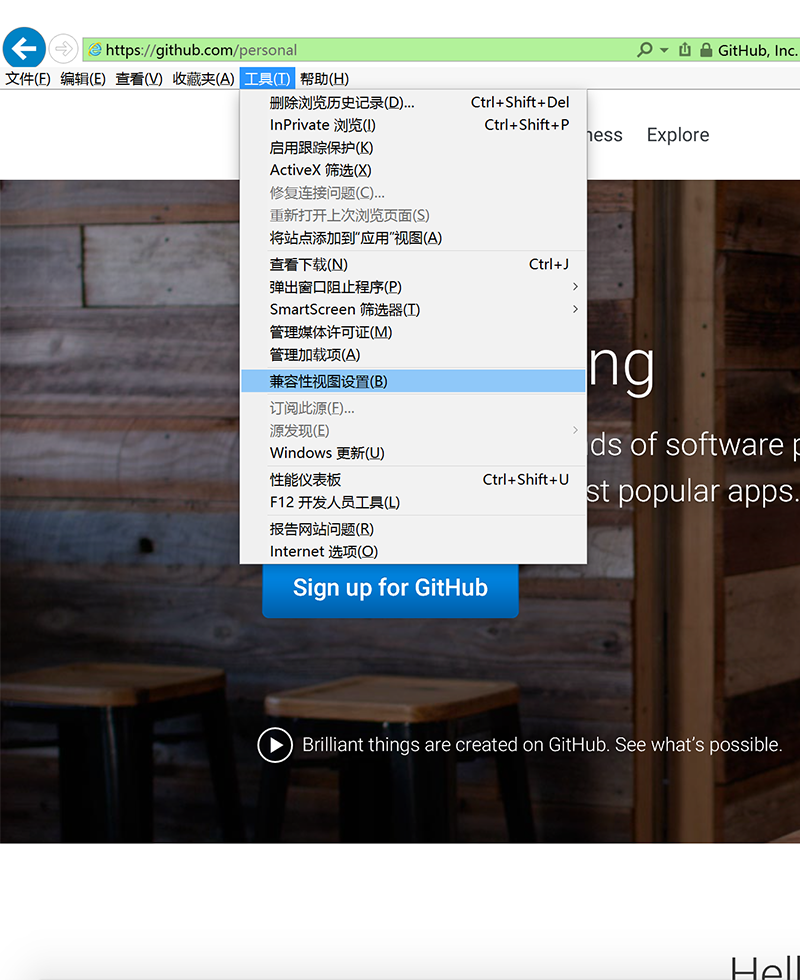 https://github.com/personal GitHub, Inc.
文件(F) 编辑(E) 查看(V) 收藏夹(A) 工具(T) 帮助(H)
删除浏览历史记录(D)... Ctrl+Shift+Del
InPrivate 浏览(I) Ctrl+Shift+P
ness Explore
启用跟踪保护(K)
ActiveX 筛选(X)
修复连接问题(C)...
重新打开上次浏览页面(S)
将站点添加到“应用”视图(A)
查看下载(N) Ctrl+J
弹出窗口阻止程序(P)
SmartScreen 筛选器(T)
管理媒体许可证(M)
管理加载项(A)
ng
兼容性视图设置(B)
订阅此源(F)...
源发现(E)
nds of software p
Windows 更新(U)
性能仪表板 Ctrl+Shift+U
st popular apps.
F12 开发人员工具(L)
报告网站问题(R)
Internet 选项(O)
Sign up for GitHub
Brilliant things are created on GitHub. See what’s possible.
Hell